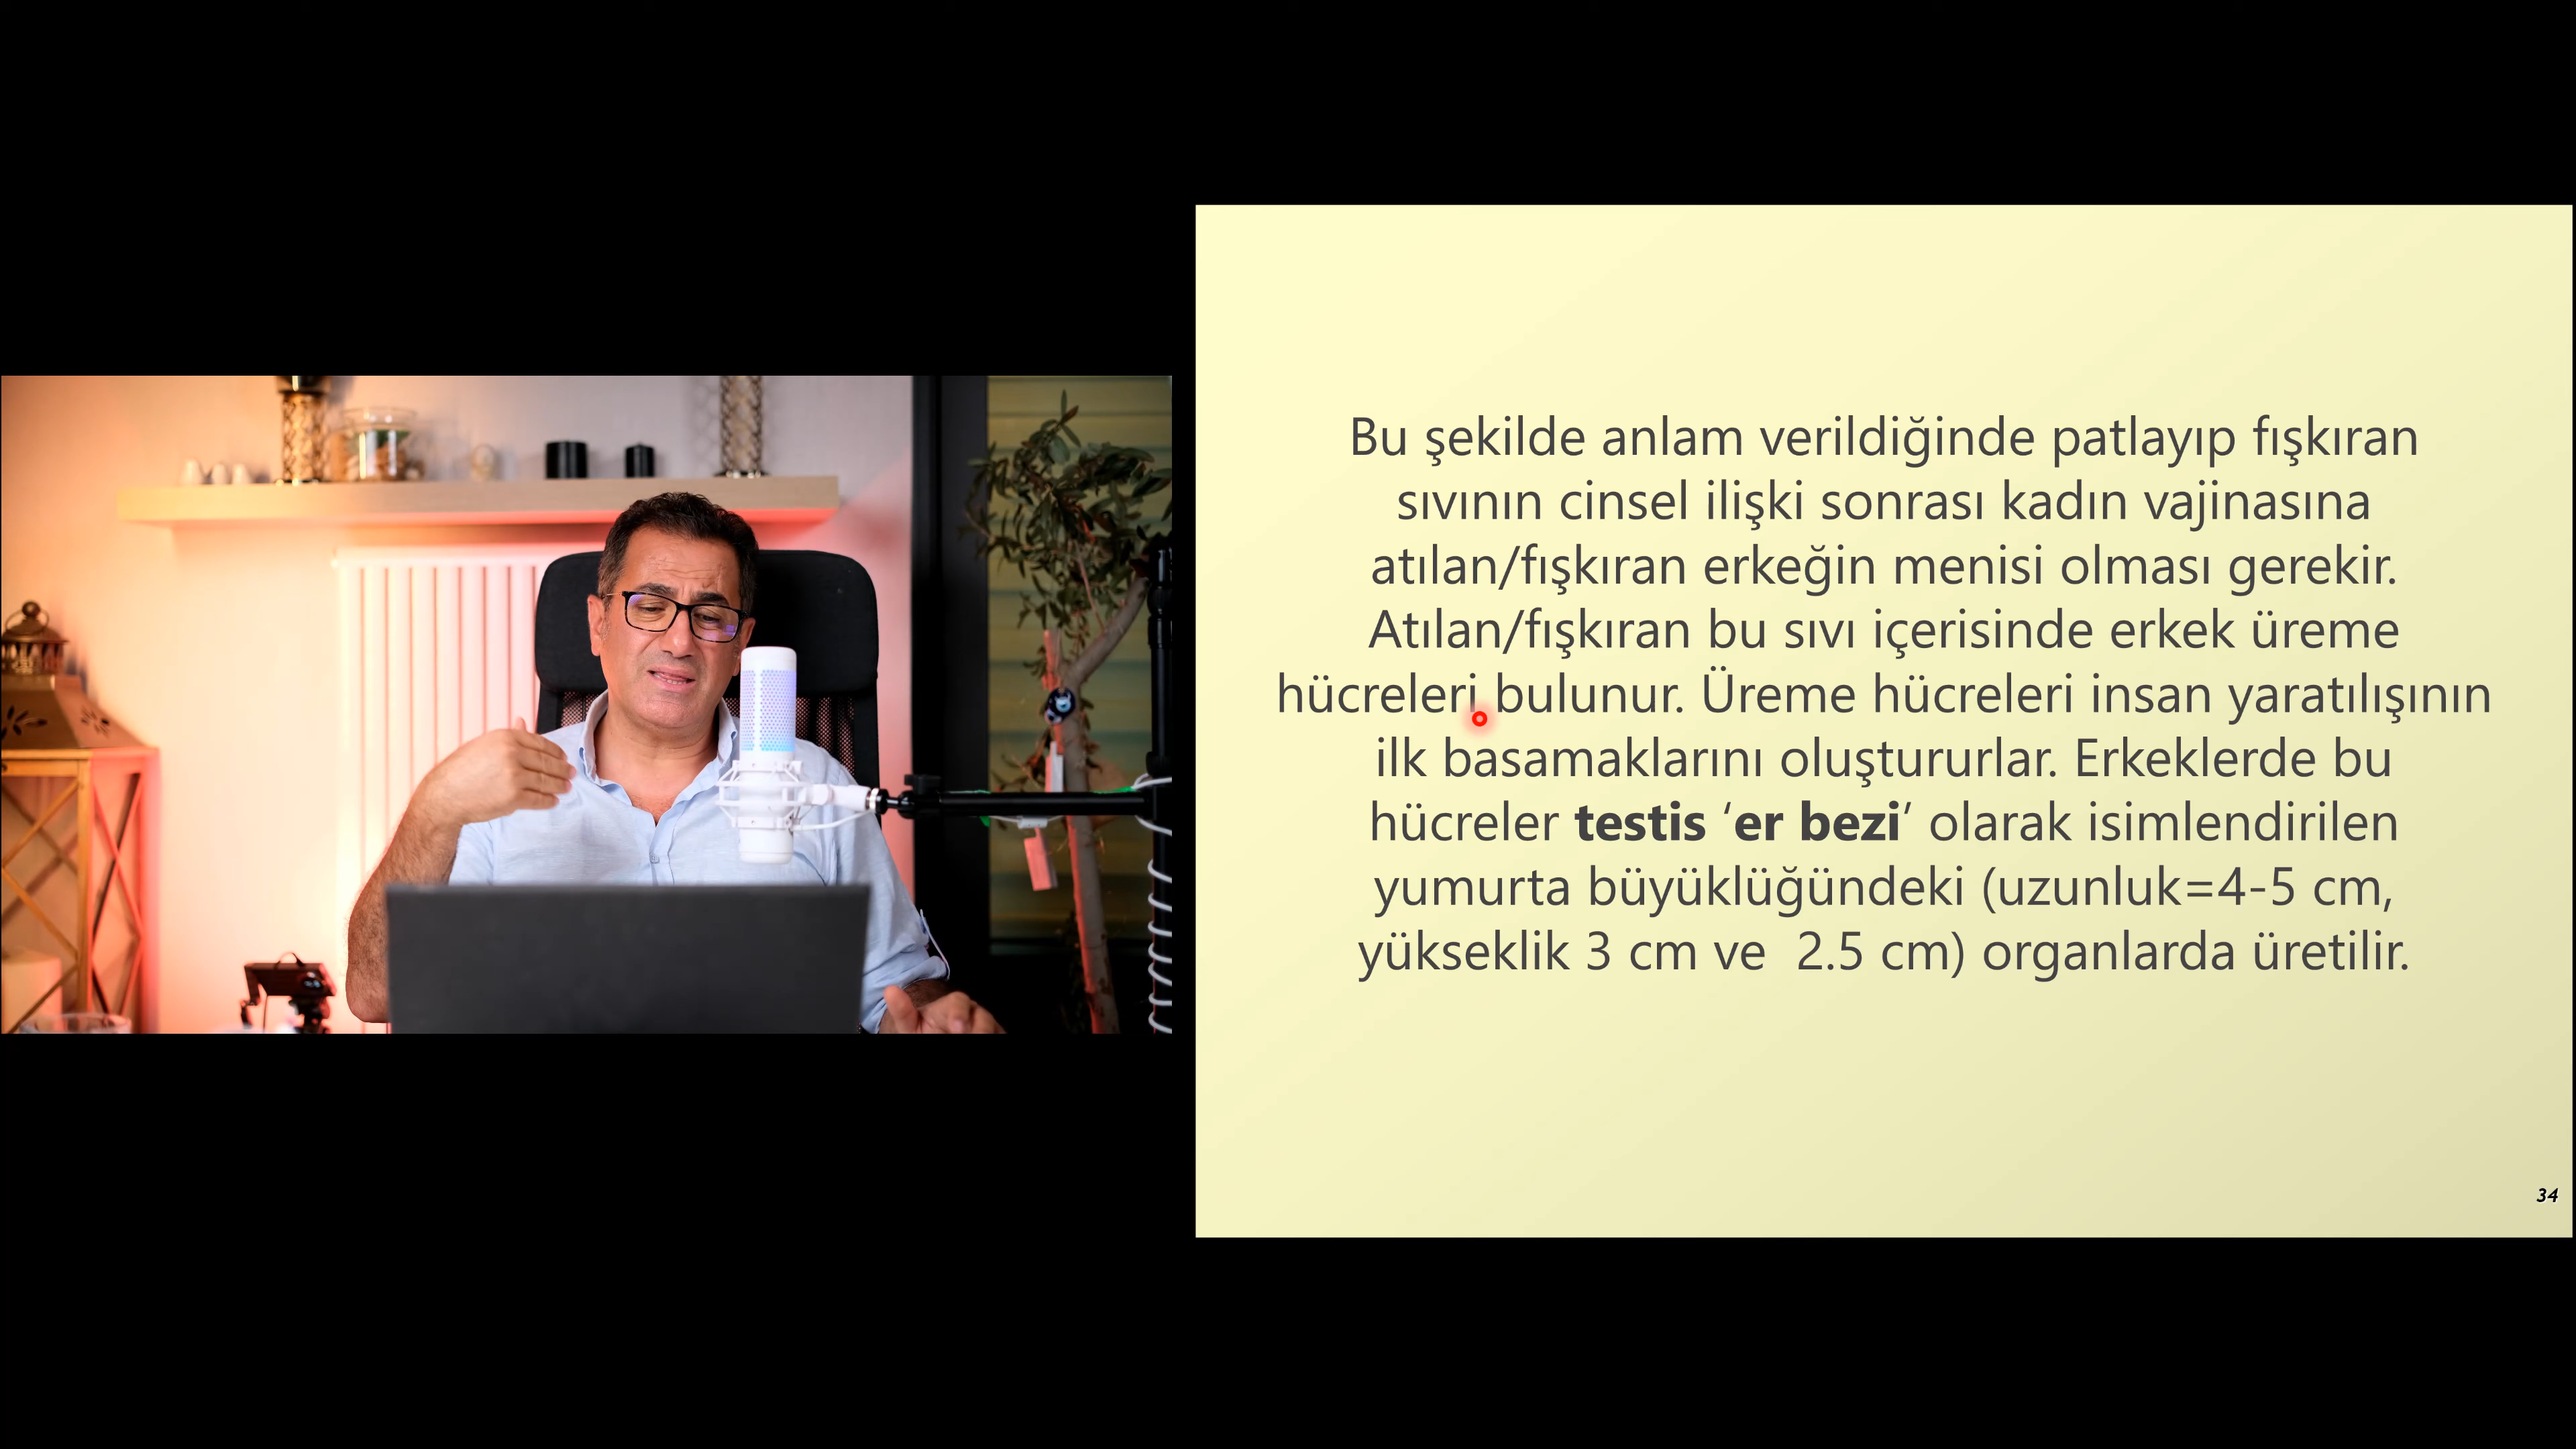 Bu şekilde anlam verildiğinde patlayıp fışkıran
sıvının cinsel ilişki sonrası kadın vajinasına
atılan/fışkıran erkeğin menisi olması gerekir.
Atılan/fışkıran bu sıvı içerisinde erkek üreme
hücreleri bulunur. Üreme hücreleri insan yaratılışının
ilk basamaklarını oluştururlar. Erkeklerde bu
hücreler testis ‘er bezi’ olarak isimlendirilen
yumurta büyüklüğündeki (uzunluk=4-5 cm,
yükseklik 3 cm ve  2.5 cm) organlarda üretilir.
34